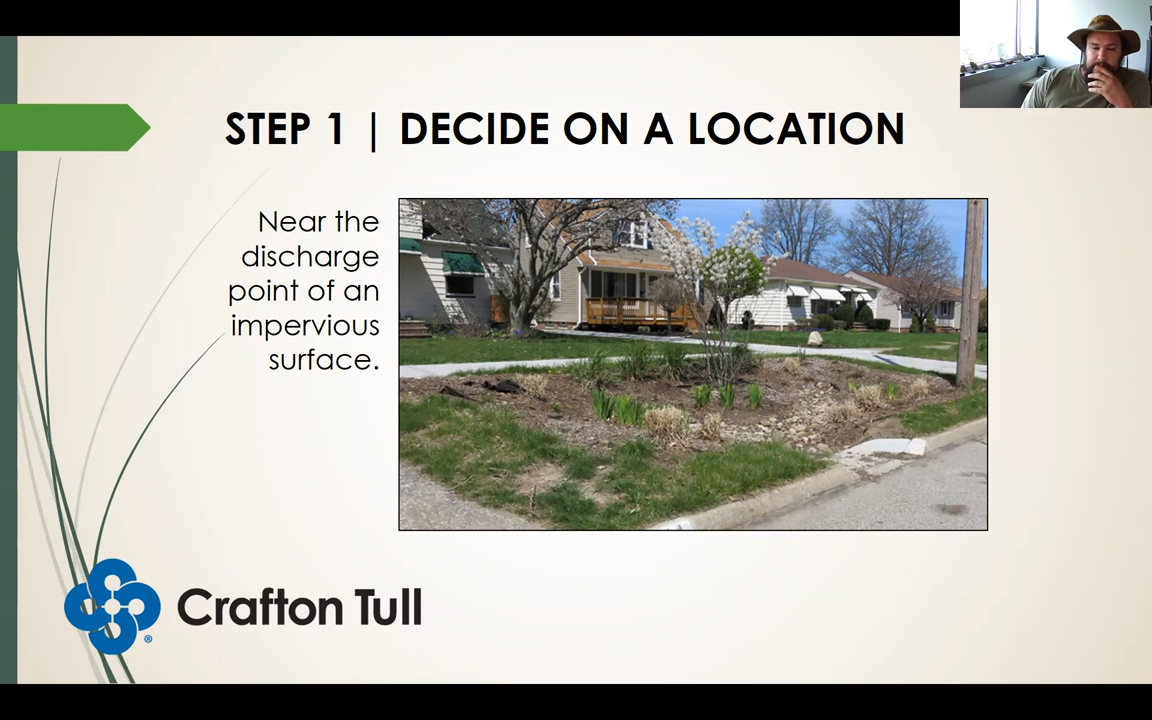 STEP 1 | DECIDE ON A LOCATION
Near the
discharge
point of an
impervious
surface.
Crafton Tull
®